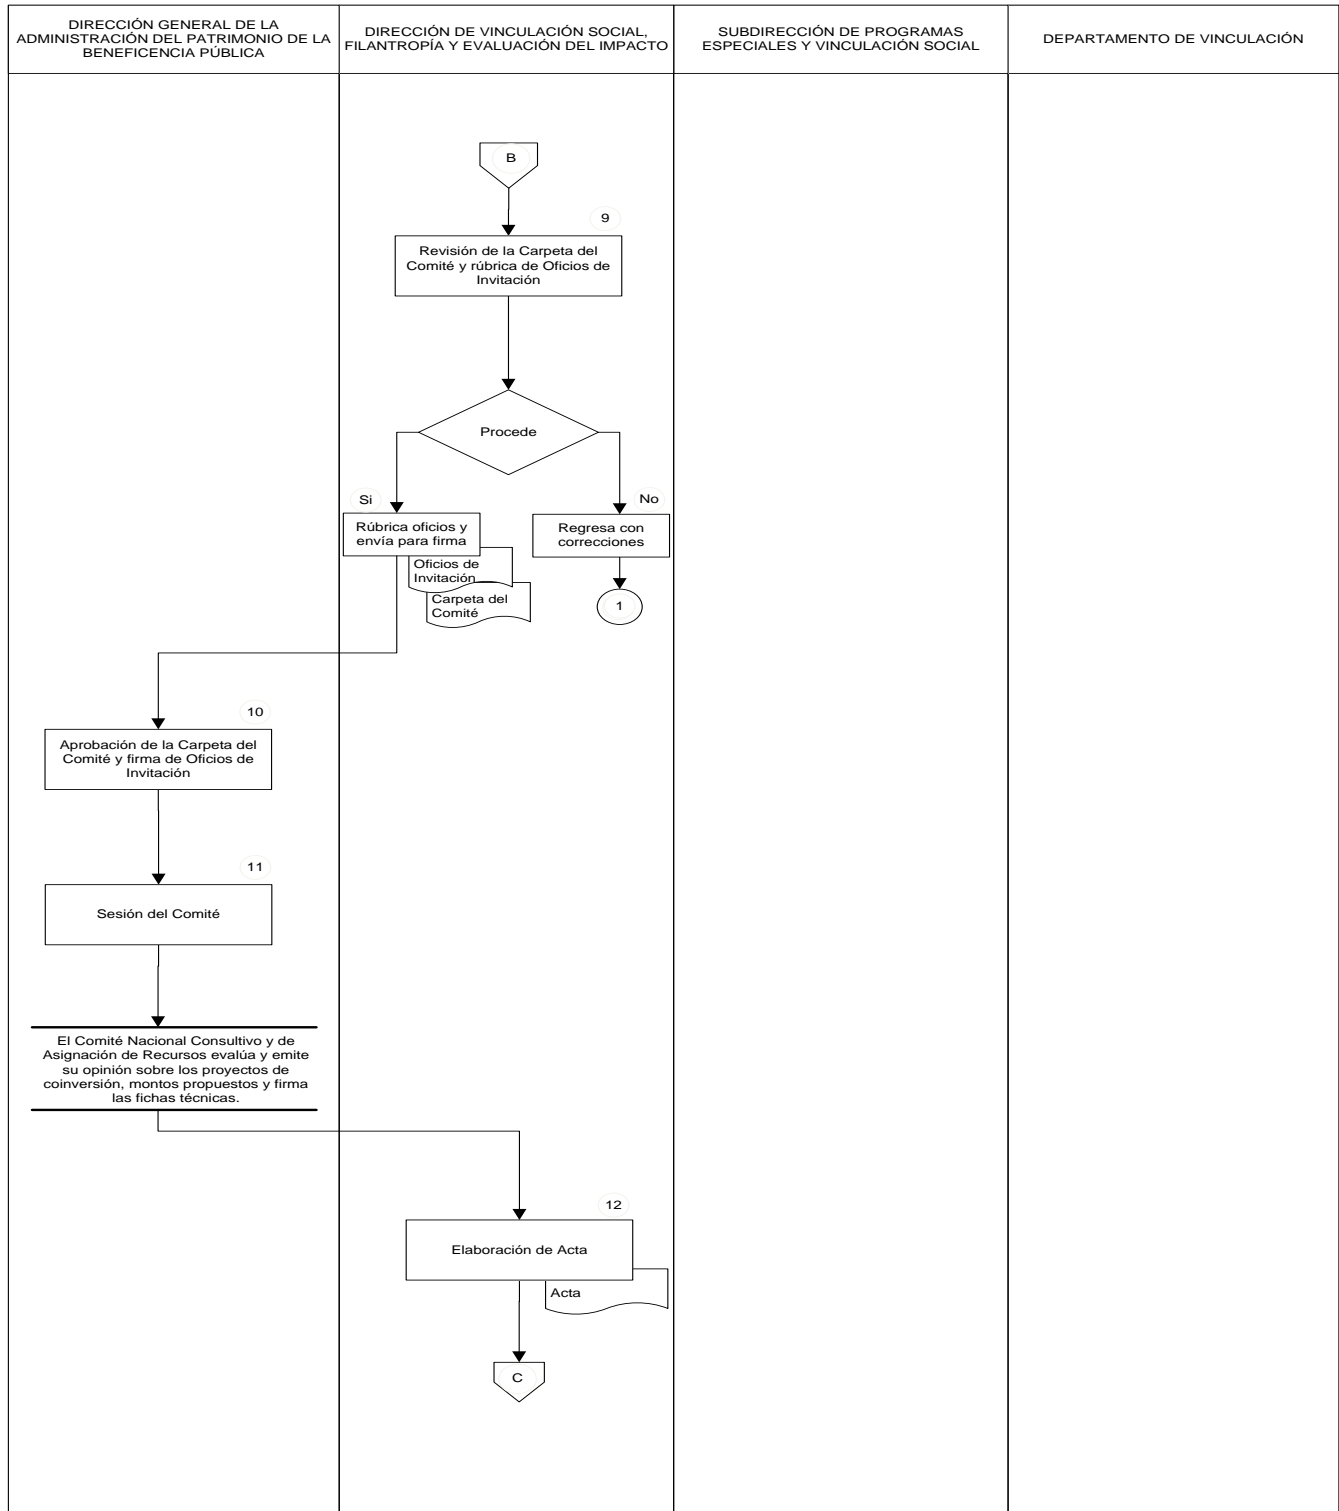 DIRECCIÓN GENERAL DE LA
ADMINISTRACIÓN DEL PATRIMONIO DE LA
BENEFICENCIA PÚBLICA
DIRECCIÓN DE VINCULACIÓN SOCIAL,
FILANTROPÍA Y EVALUACIÓN DEL IMPACTO
SUBDIRECCIÓN DE PROGRAMAS
ESPECIALES Y VINCULACIÓN SOCIAL
DEPARTAMENTO DE VINCULACIÓN
B
9
Revisión de la Carpeta del
Comité y rúbrica de Oficios de
Invitación
Procede
Si
No
Rúbrica oficios y
envía para firma
Regresa con
correcciones
Oficios de
Invitación
Carpeta del
Comité
1
10
Aprobación de la Carpeta del
Comité y firma de Oficios de
Invitación
11
Sesión del Comité
El Comité Nacional Consultivo y de
Asignación de Recursos evalúa y emite
su opinión sobre los proyectos de
coinversión, montos propuestos y firma
las fichas técnicas.
12
Elaboración de Acta
Acta
C